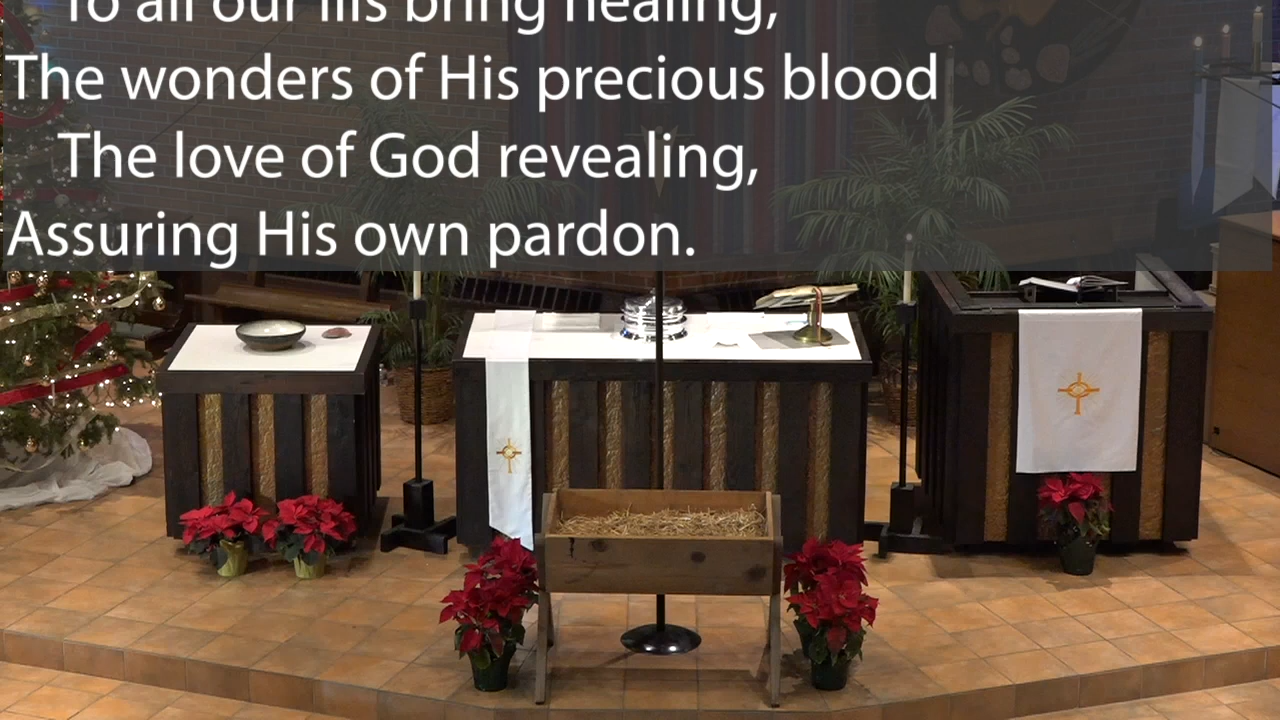 To all our ills bring healing,
The wonders of His precious blood
The love of God revealing,
Assuring His own pardon.